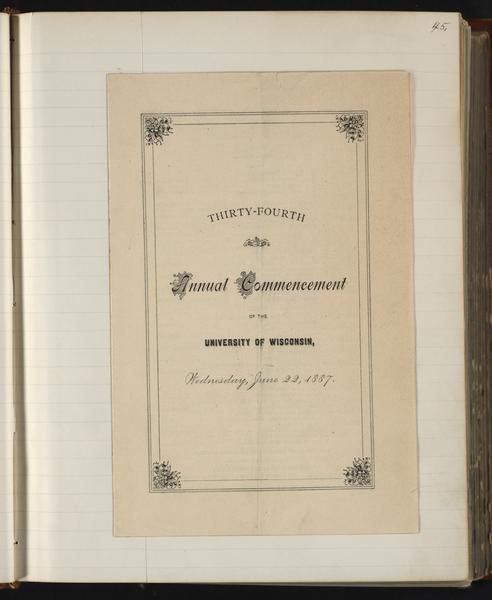 45,
THIRTY-FOURTH
Annual Commencement
OF THE
UNIVERSITY OF WISCONSIN,
Wednesday, June 22, 1887.